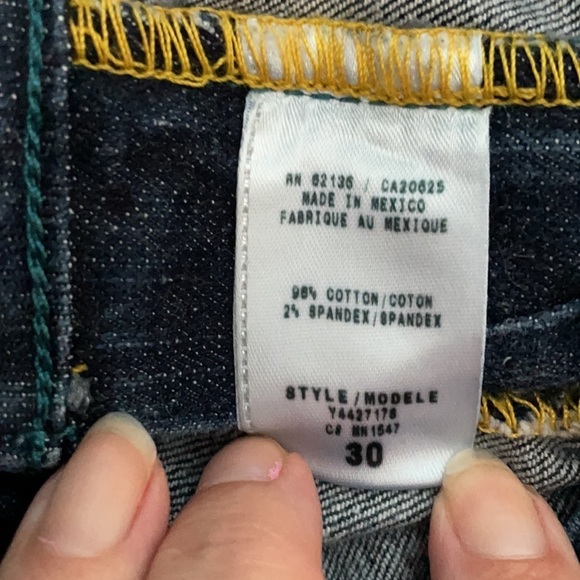 RN 62136 / CA20625
MADE IN MEXICO
FABRIQUE AU MEXIQUE
98% COTTON/COTON
2% SPANDEX/SPANDEX
STYLE/MODELE
Y4427178
C# MN1547
30